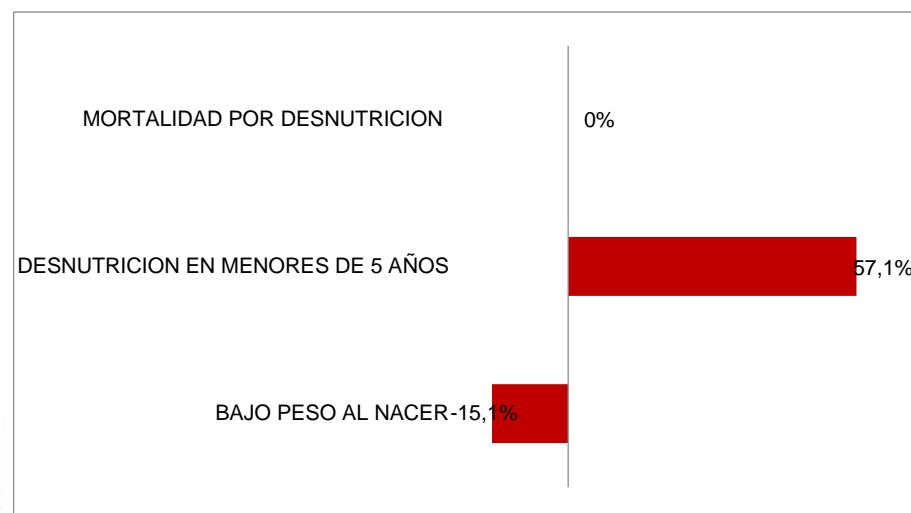 MORTALIDAD POR DESNUTRICION 0%
DESNUTRICION EN MENORES DE 5 AÑOS 57,1%
BAJO PESO AL NACER -15,1%